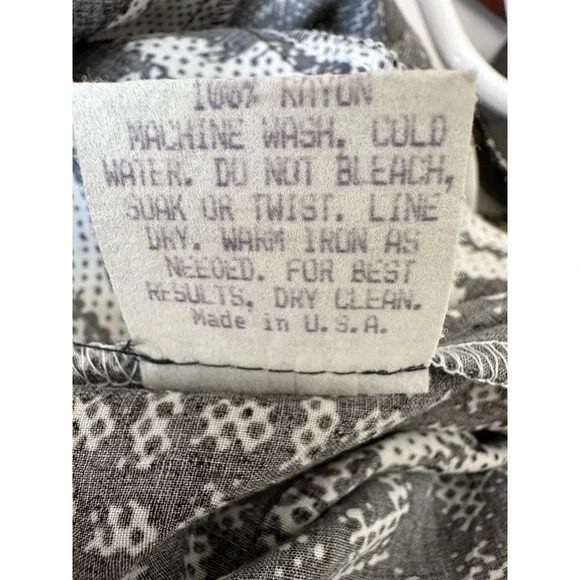 100% RAYON
MACHINE WASH. COLD
WATER. DO NOT BLEACH,
SOAK OR TWIST. LINE
DRY. WARM IRON AS
NEEDED. FOR BEST
RESULTS, DRY CLEAN.
Made in U.S.A.